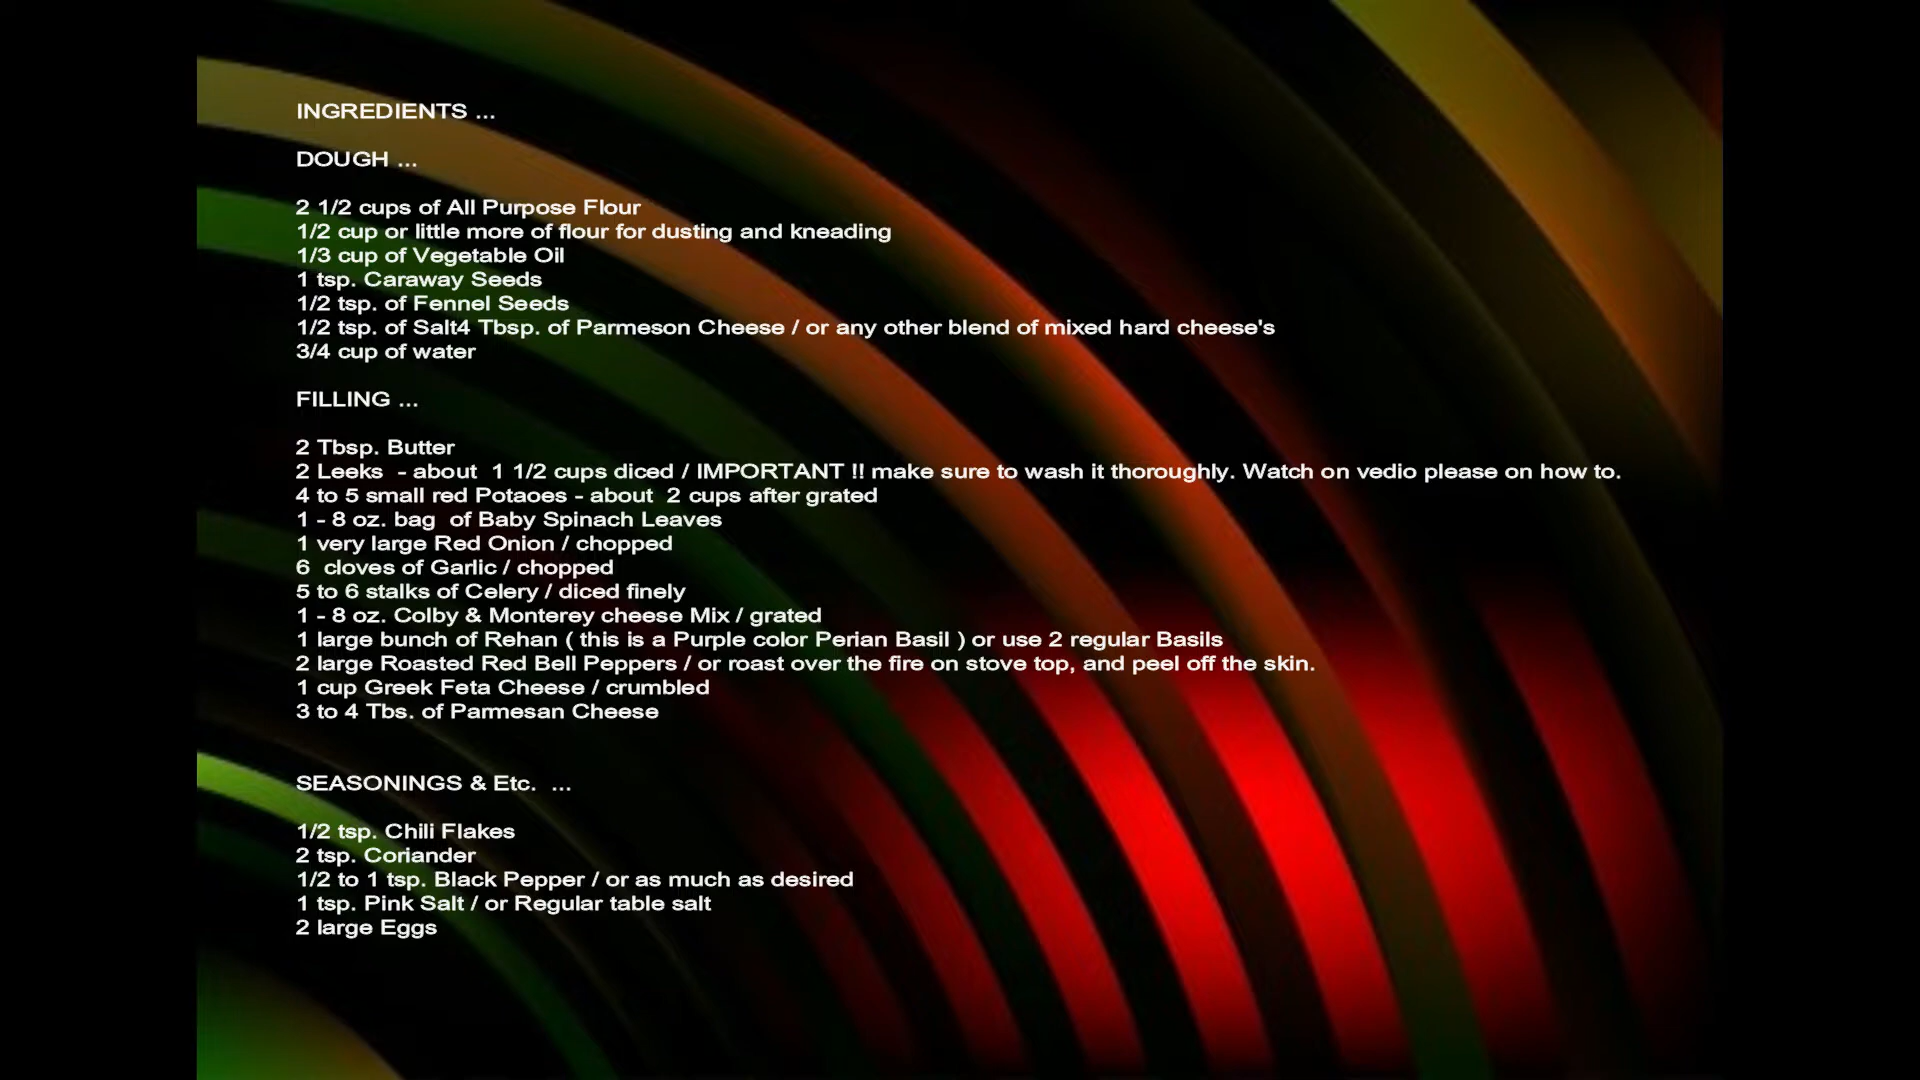 INGREDIENTS ...
DOUGH ...
2 1/2 cups of All Purpose Flour
1/2 cup or little more of flour for dusting and kneading
1/3 cup of Vegetable Oil
1 tsp. Caraway Seeds
1/2 tsp. of Fennel Seeds
1/2 tsp. of Salt4 Tbsp. of Parmeson Cheese / or any other blend of mixed hard cheese's
3/4 cup of water
FILLING ...
2 Tbsp. Butter
2 Leeks  - about  1 1/2 cups diced / IMPORTANT !! make sure to wash it thoroughly. Watch on vedio please on how to.
4 to 5 small red Potaoes - about  2 cups after grated
1 - 8 oz. bag  of Baby Spinach Leaves
1 very large Red Onion / chopped
6  cloves of Garlic / chopped
5 to 6 stalks of Celery / diced finely
1 - 8 oz. Colby & Monterey cheese Mix / grated
1 large bunch of Rehan ( this is a Purple color Perian Basil ) or use 2 regular Basils
2 large Roasted Red Bell Peppers / or roast over the fire on stove top, and peel off the skin.
1 cup Greek Feta Cheese / crumbled
3 to 4 Tbs. of Parmesan Cheese
SEASONINGS & Etc.  ...
1/2 tsp. Chili Flakes
2 tsp. Coriander
1/2 to 1 tsp. Black Pepper / or as much as desired
1 tsp. Pink Salt / or Regular table salt
2 large Eggs